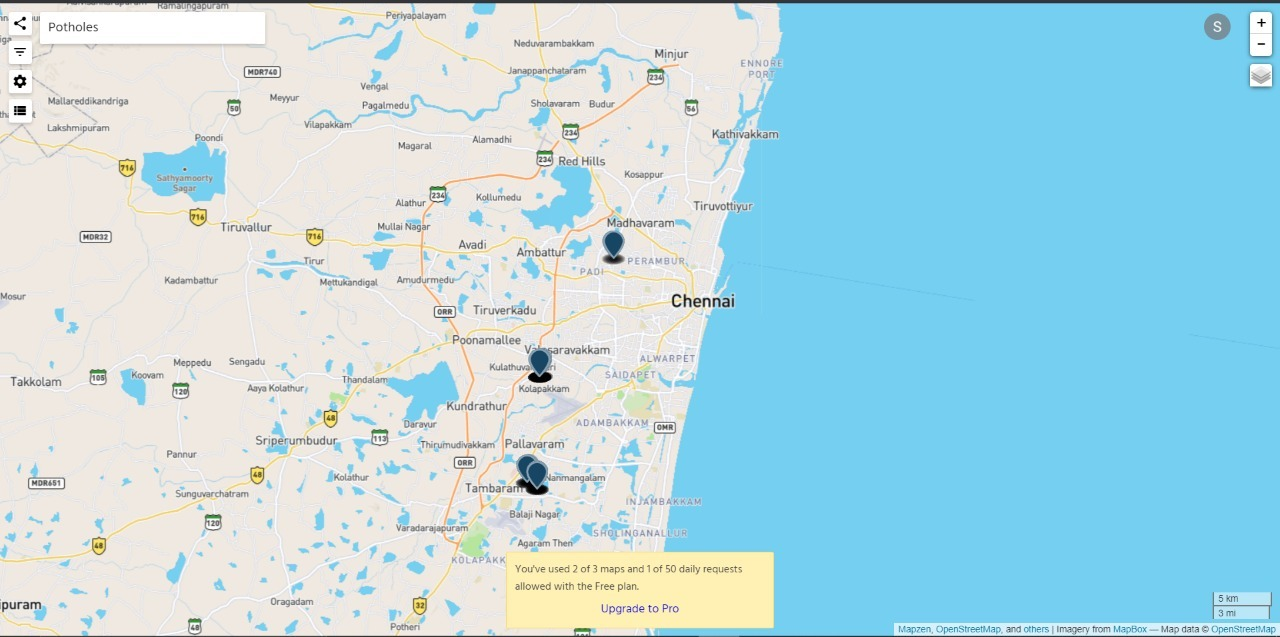 Ramalingapuram
Periyapalayam
Potholes
S
+
−
Neduvarambakkam
Minjur
ENNORE
PORT
Janappanchataram
234
MDR740
Vengal
Meyyur
Mallareddikandriga
50
Pagalmedu
Sholavaram
Budur
56
Lakshmipuram
Vilapakkam
234
Kathivakkam
Poondi
Alamadhi
Magaral
234
Red Hills
716
Sathyamoorty
Sagar
Kosappur
234
Kollumedu
Alathur
Tiruvottiyur
716
Tiruvallur
Mullai Nagar
Madhavaram
MDR32
716
Avadi
Ambattur
Tirur
PERAMBUR
PADI
Kadambattur
Mettukandigal
Amudurmedu
Mosur
Chennai
ORR
Tiruverkadu
Poonamallee
Valasaravakkam
Meppedu
Sengadu
ALWARPET
Takkolam
105
Koovam
120
Aaya Kolathur
Thandalam
SAIDAPET
Kolapakkam
Kundrathur
48
Daravur
ADAMBAKKAM
OMR
Sriperumbudur
113
Thirumudivakkam
Pallavaram
Pannur
ORR
48
Kolathur
Nanmangalam
MDR651
Tambaram
Sunguvarchatram
INJAMBAKKAM
120
Balaji Nagar
Varadarajapuram
SHOLINGANALLUR
48
Agaram Then
KOLAPAKK
You've used 2 of 3 maps and 1 of 50 daily requests
allowed with the Free plan.
Upgrade to Pro
ipuram
Oragadam
32
48
Potheri
5 km
3 mi
Mapzen, OpenStreetMap, and others | Imagery from MapBox — Map data © OpenStreetMap